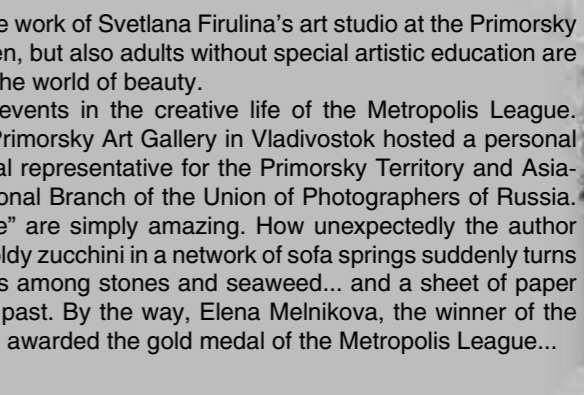 e work of Svetlana Firulina’s art studio at the Primorsky
en, but also adults without special artistic education are
he world of beauty.
events in the creative life of the Metropolis League.
Primorsky Art Gallery in Vladivostok hosted a personal
al representative for the Primorsky Territory and Asia-
onal Branch of the Union of Photographers of Russia.
e” are simply amazing. How unexpectedly the author
oldy zucchini in a network of sofa springs suddenly turns
s among stones and seaweed... and a sheet of paper
past. By the way, Elena Melnikova, the winner of the
awarded the gold medal of the Metropolis League...